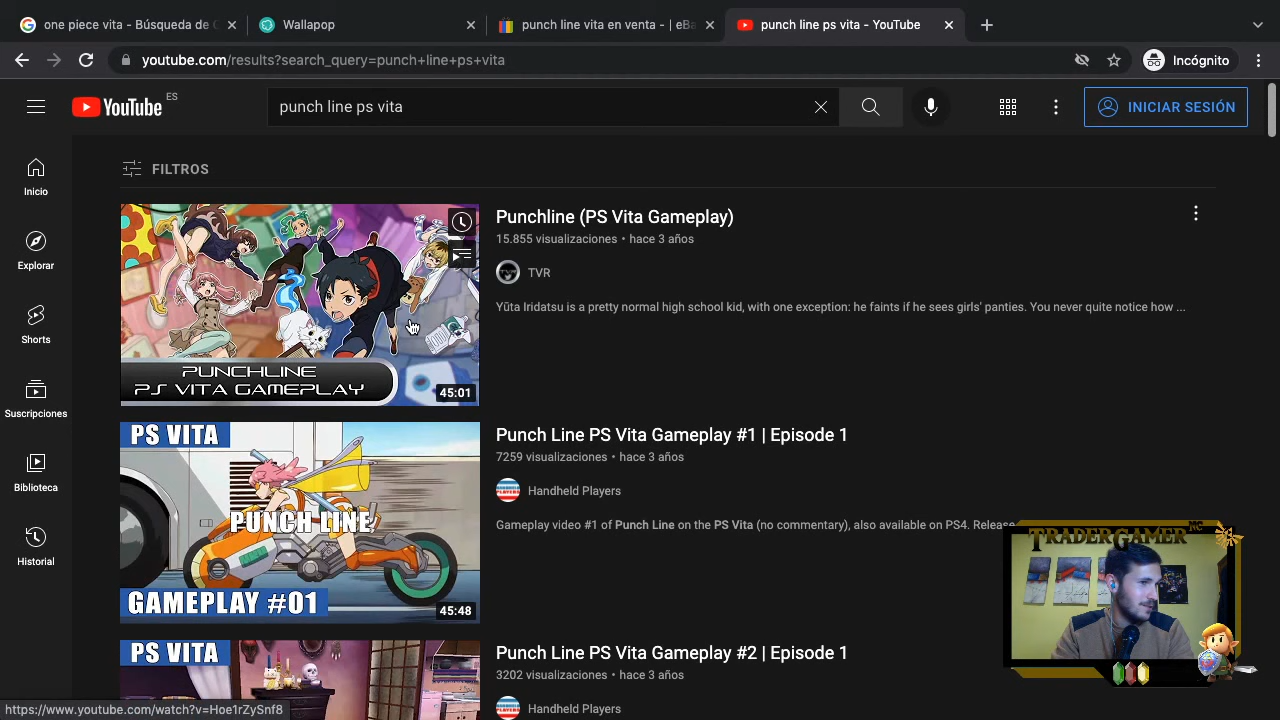 one piece vita - Búsqueda de G
Wallapop
punch line vita en venta - | eBa
punch line ps vita - YouTube
youtube.com/results?search_query=punch+line+ps+vita
Incógnito
YouTube ES
punch line ps vita
INICIAR SESIÓN
Inicio
Explorar
Shorts
Suscripciones
Biblioteca
Historial
FILTROS
PUNCHLINE
PS VITA GAMEPLAY
45:01
Punchline (PS Vita Gameplay)
15.855 visualizaciones • hace 3 años
TVR
Yūta Iridatsu is a pretty normal high school kid, with one exception: he faints if he sees girls' panties. You never quite notice how ...
PS VITA
PUNCH LINE
GAMEPLAY #01
45:48
Punch Line PS Vita Gameplay #1 | Episode 1
7259 visualizaciones • hace 3 años
Handheld Players
Gameplay video #1 of Punch Line on the PS Vita (no commentary), also available on PS4. Release
TRADERGAMER MC
PS VITA
Punch Line PS Vita Gameplay #2 | Episode 1
3202 visualizaciones • hace 3 años
Handheld Players
https://www.youtube.com/watch?v=Hoe1rZySnf8